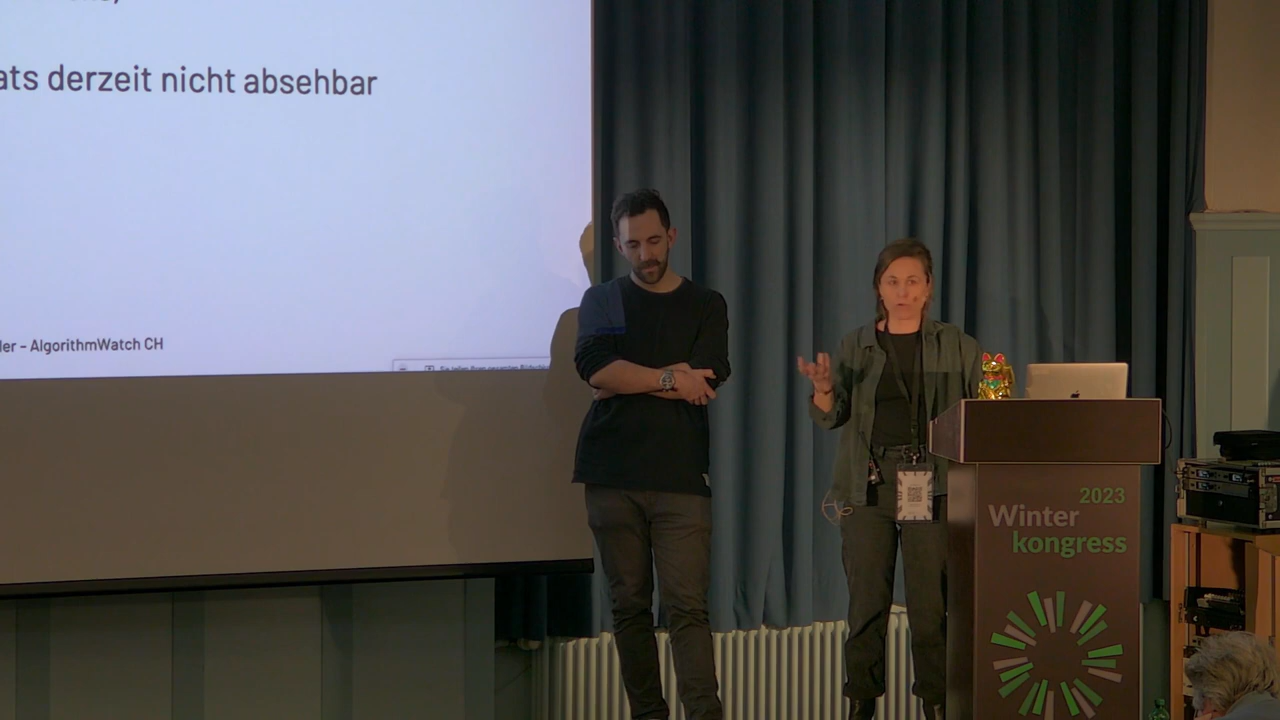 ats derzeit nicht absehbar
ler – AlgorithmWatch CH
2023
Winter
kongress